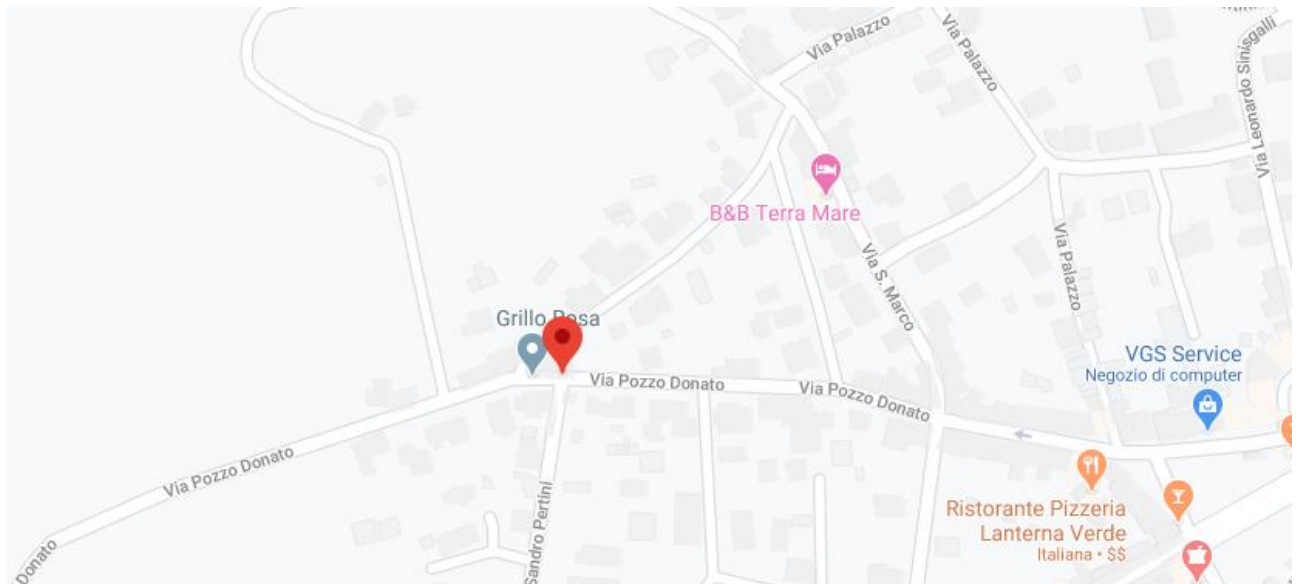 Via Palazzo
Via Palazzo
Via Leonardo Sinisgalli
B&B Terra Mare
Via S. Marco
Via Palazzo
Grillo Rosa
Via Pozzo Donato
Via Pozzo Donato
VGS Service
Negozio di computer
Via Pozzo Donato
Sandro Pertini
Ristorante Pizzeria
Lanterna Verde
Italiana • $$
Donato